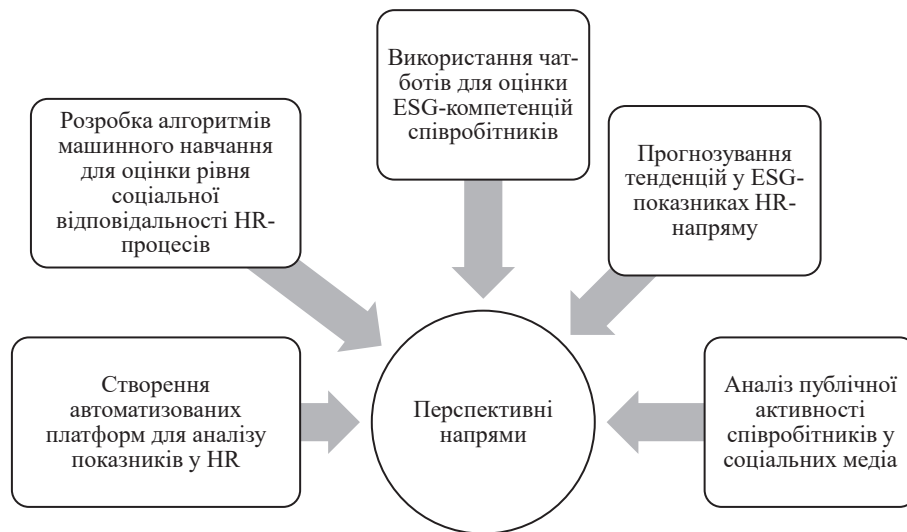 Використання чат-
ботів для оцінки
ESG-компетенцій
співробітників
Розробка алгоритмів
машинного навчання
для оцінки рівня
соціальної
відповідальності HR-
процесів
Прогнозування
тенденцій у ESG-
показниках HR-
напряму
Створення
автоматизованих
платформ для аналізу
показників у HR
Перспективні
напрями
Аналіз публічної
активності
співробітників у
соціальних медіа